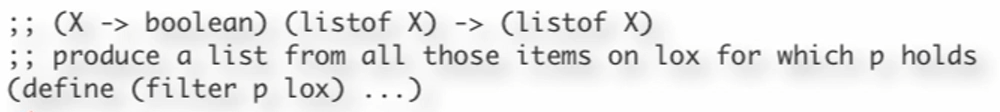 ;; (X -> boolean) (listof X) -> (listof X)
;; produce a list from all those items on lox for which p holds
(define (filter p lox) ...)